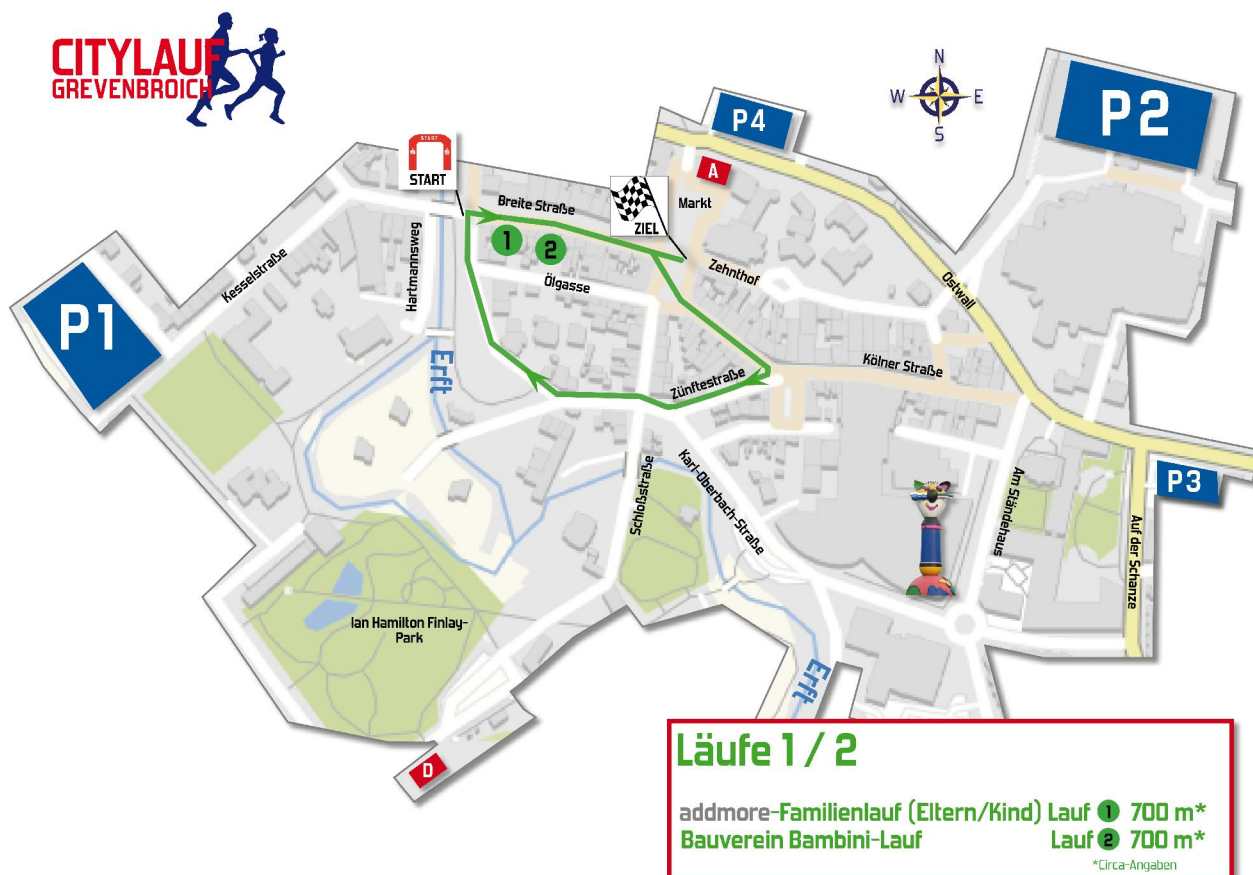 CITYLAUF
GREVENBROICH
N
W
E
S
P4
P2
START
START
A
Breite Straße
Markt
ZIEL
1
2
Zehnthof
Kesselstraße
Hartmannsweg
Ölgasse
Ostwall
P1
Erft
Zünftestraße
Kölner Straße
Schloßstraße
Karl-Oberbach-Straße
Am Ständehaus
P3
Auf der Schanze
Ian Hamilton Finlay-
Park
Erft
D
Läufe 1 / 2
addmore-Familienlauf (Eltern/Kind) Lauf 1 700 m*
Bauverein Bambini-Lauf Lauf 2 700 m*
*Circa-Angaben